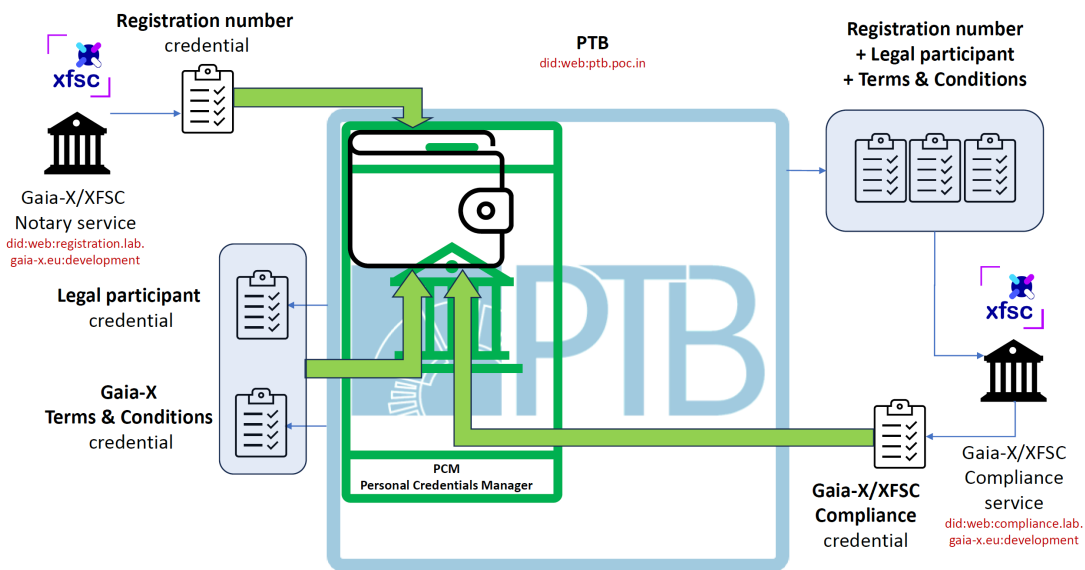 Registration number
credential
xfsc
Gaia-X/XFSC
Notary service
did:web:registration.lab.
gaia-x.eu:development
PTB
did:web:ptb.poc.in
Registration number
+ Legal participant
+ Terms & Conditions
Legal participant
credential
Gaia-X
Terms & Conditions
credential
PTB
PCM
Personal Credentials Manager
xfsc
Gaia-X/XFSC
Compliance
credential
Gaia-X/XFSC
Compliance
service
did:web:compliance.lab.
gaia-x.eu:development